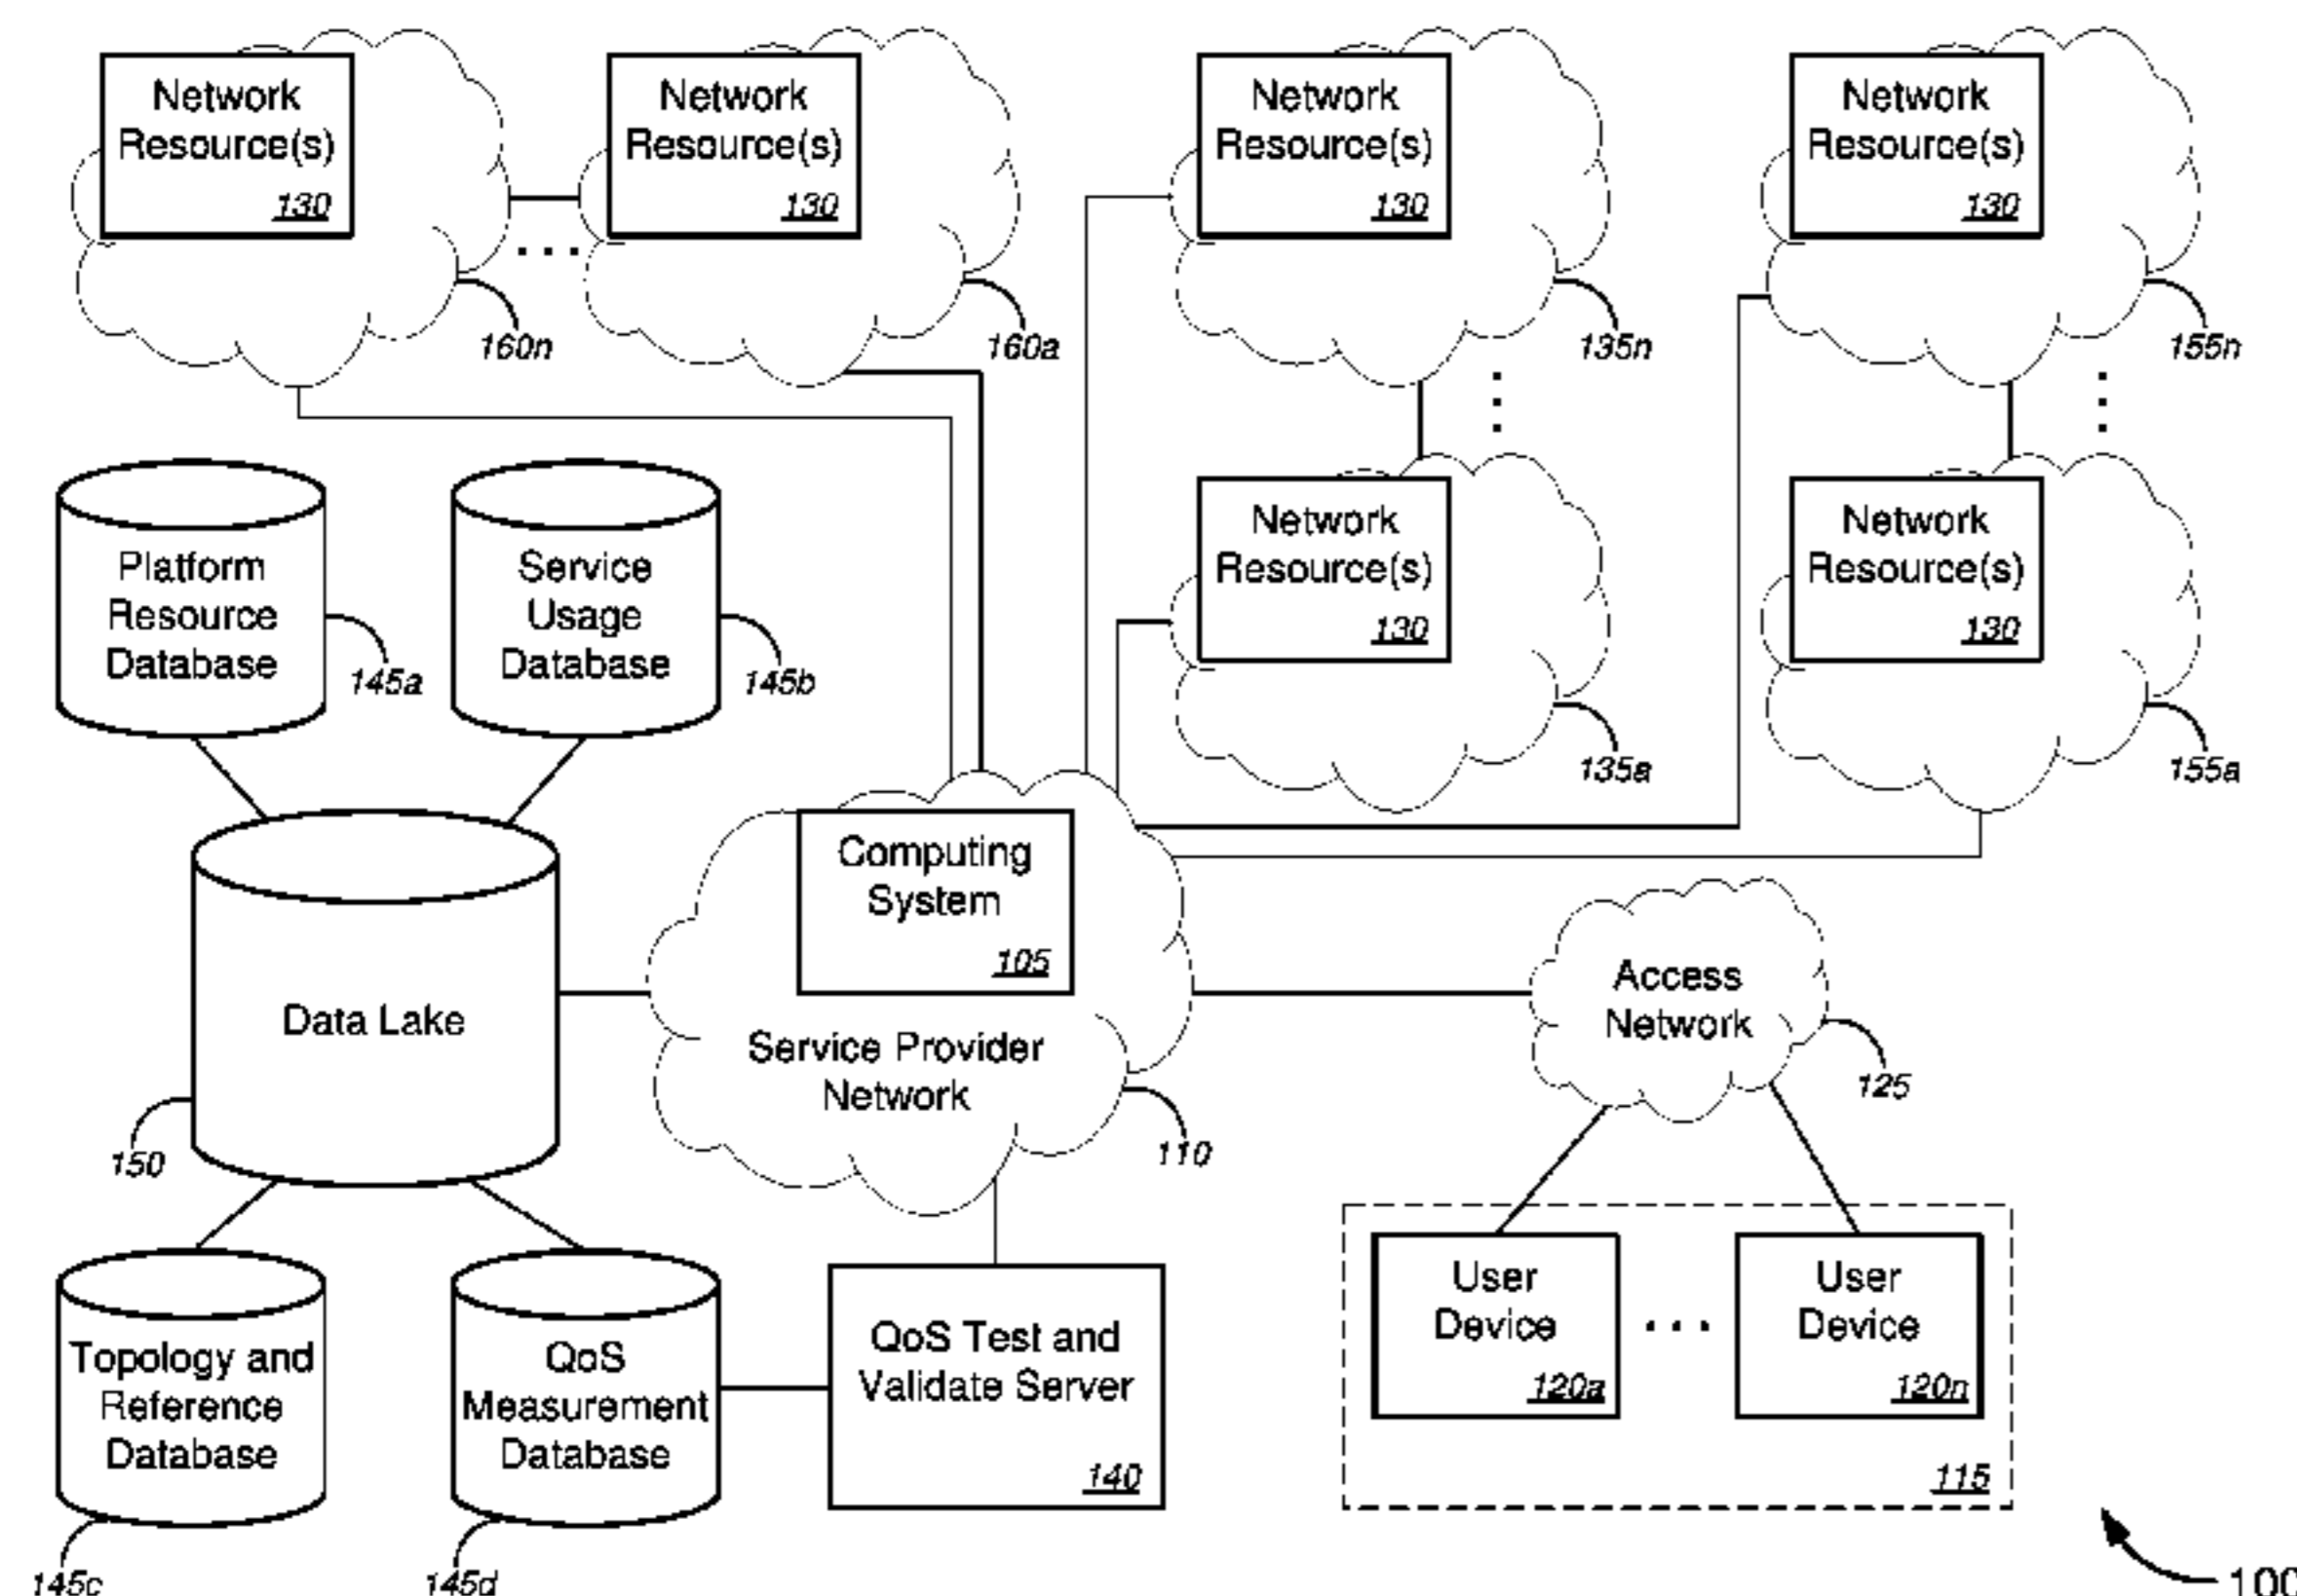 Network
Resource(s)
130
Network
Resource(s)
130
Network
Resource(s)
130
Network
Resource(s)
130
160n
160a
135n
155n
Platform
Resource
Database
145a
Service
Usage
Database
145b
Network
Resource(s)
130
Network
Resource(s)
130
135a
155a
Computing
System
105
Service Provider
Network
110
Data Lake
150
Access
Network
125
Topology and
Reference
Database
145c
QoS
Measurement
Database
145d
QoS Test and
Validate Server
140
User
Device
120a
User
Device
120n
115
100